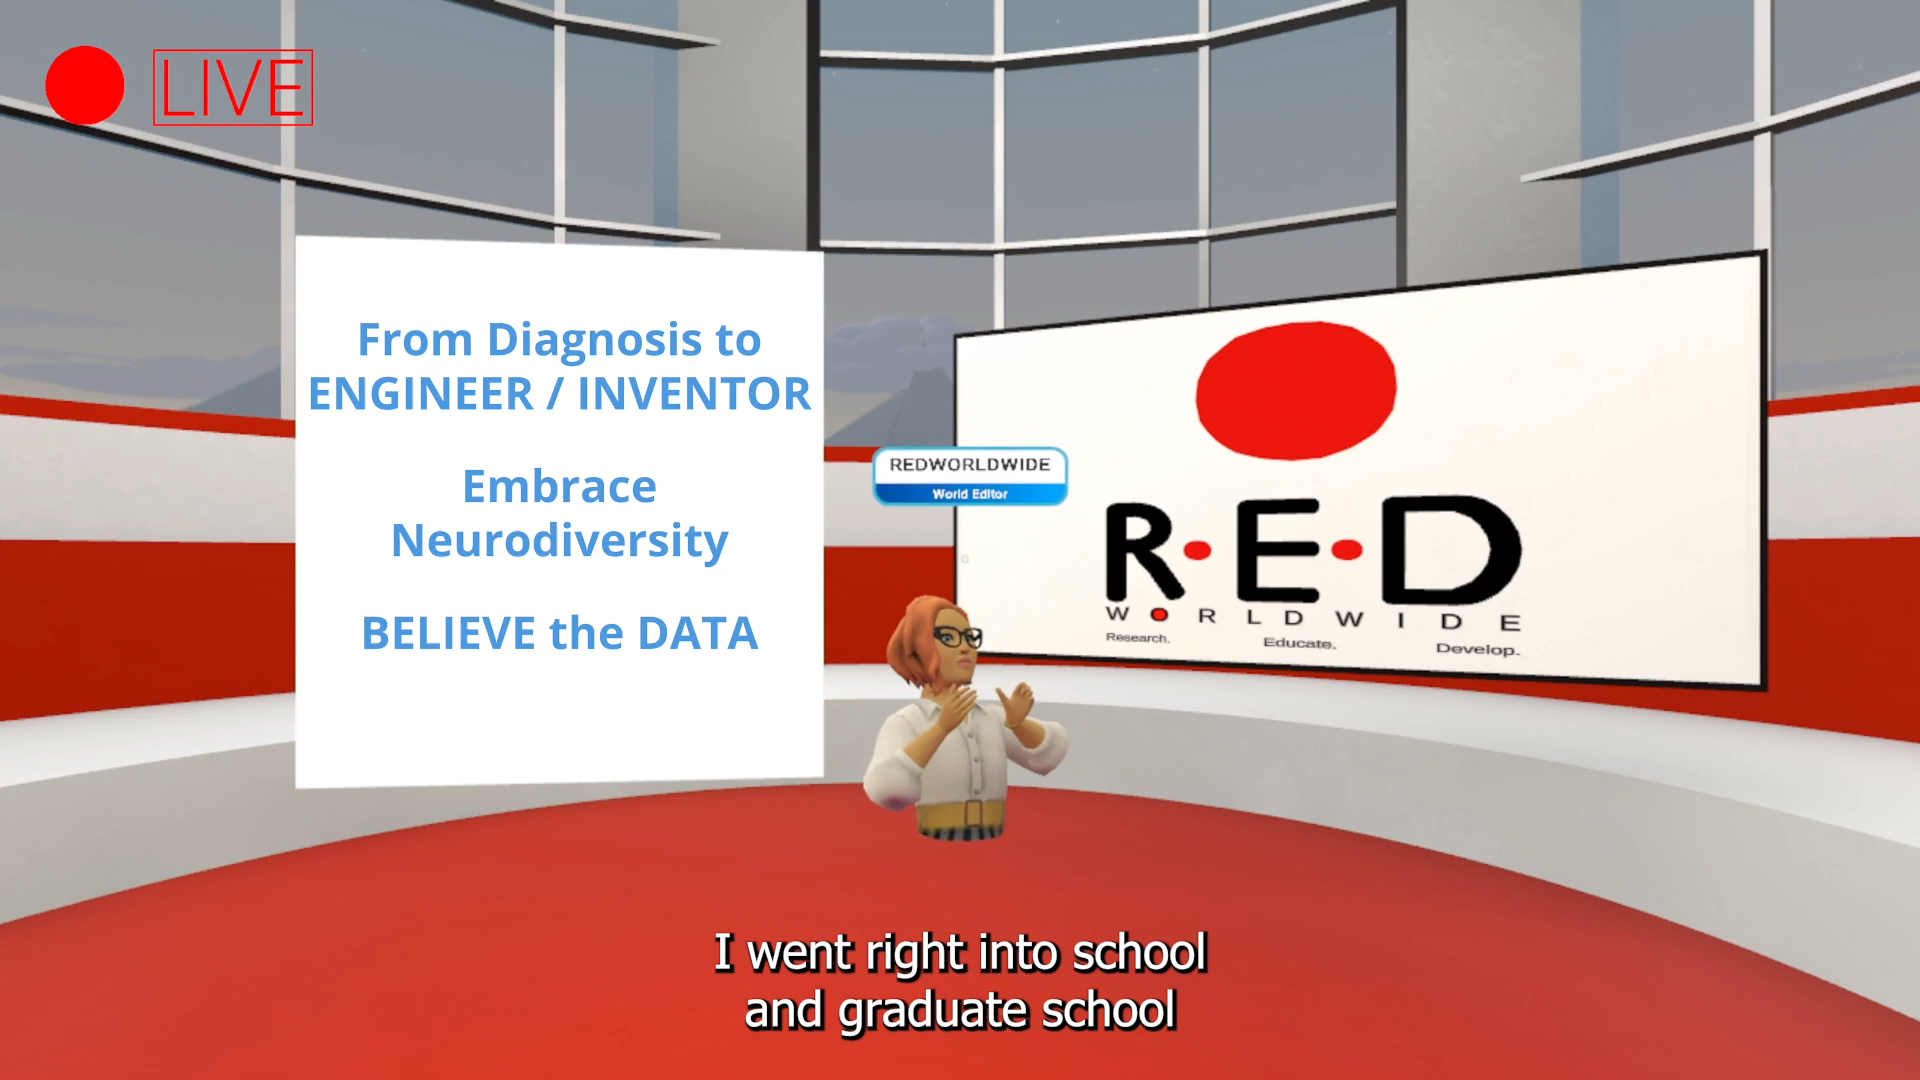 LIVE
From Diagnosis to
ENGINEER / INVENTOR
Embrace
Neurodiversity
BELIEVE the DATA
REDWORLDWIDE
World Editor
R•E•D
WORLDWIDE
Research. Educate. Develop.
I went right into school
and graduate school